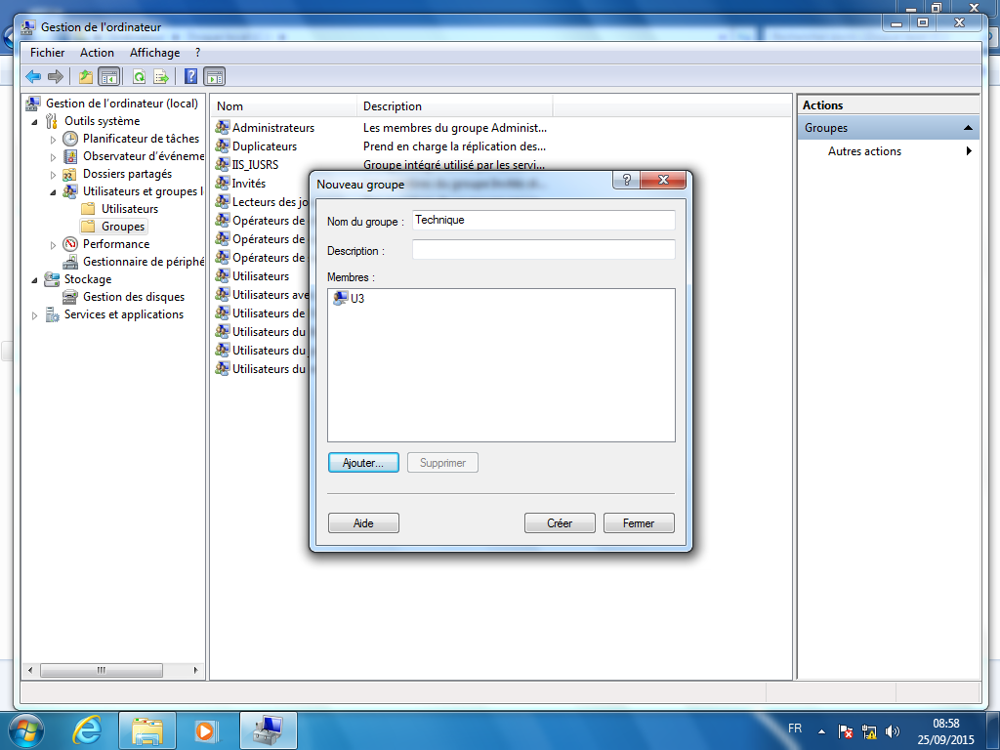 Gestion de l'ordinateur
Fichier Action Affichage ?
Gestion de l'ordinateur (local)
Outils système
Planificateur de tâches
Observateur d'événeme
Dossiers partagés
Utilisateurs et groupes l
Utilisateurs
Groupes
Performance
Gestionnaire de périphé
Stockage
Gestion des disques
Services et applications
Nom Description
Administrateurs Les membres du groupe Administ...
Duplicateurs Prend en charge la réplication des...
IIS_IUSRS Groupe intégré utilisé par les servi...
Invités
Lecteurs des jo
Opérateurs de
Opérateurs de
Opérateurs de
Utilisateurs
Utilisateurs ave
Utilisateurs de
Utilisateurs du
Utilisateurs du
Utilisateurs du
Nouveau groupe
Nom du groupe : Technique
Description :
Membres :
U3
Ajouter... Supprimer
Aide Créer Fermer
Actions
Groupes
Autres actions
FR
08:58
25/09/2015